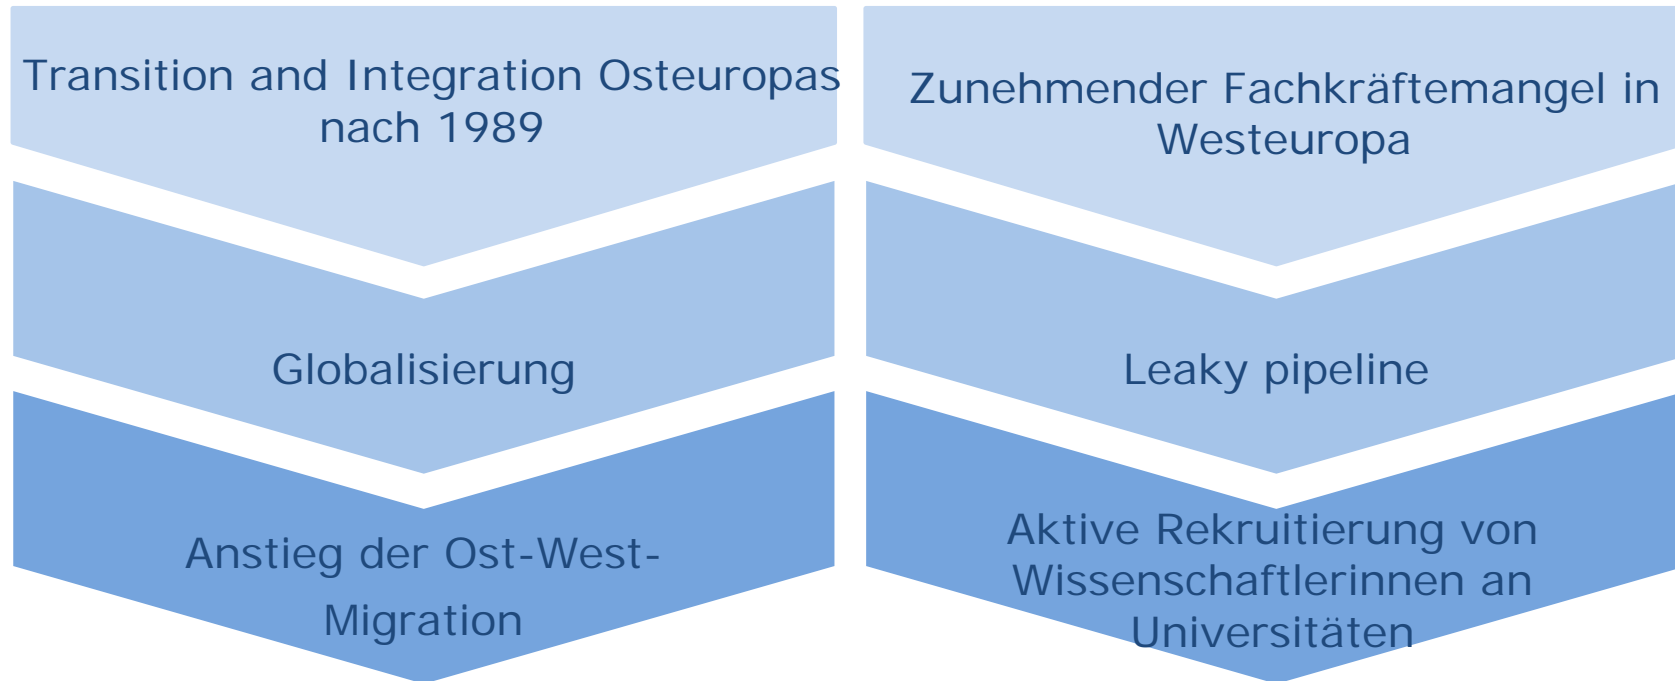 Transition and Integration Osteuropas
nach 1989
Globalisierung
Anstieg der Ost-West-
Migration
Zunehmender Fachkräftemangel in
Westeuropa
Leaky pipeline
Aktive Rekruitierung von
Wissenschaftlerinnen an
Universitäten